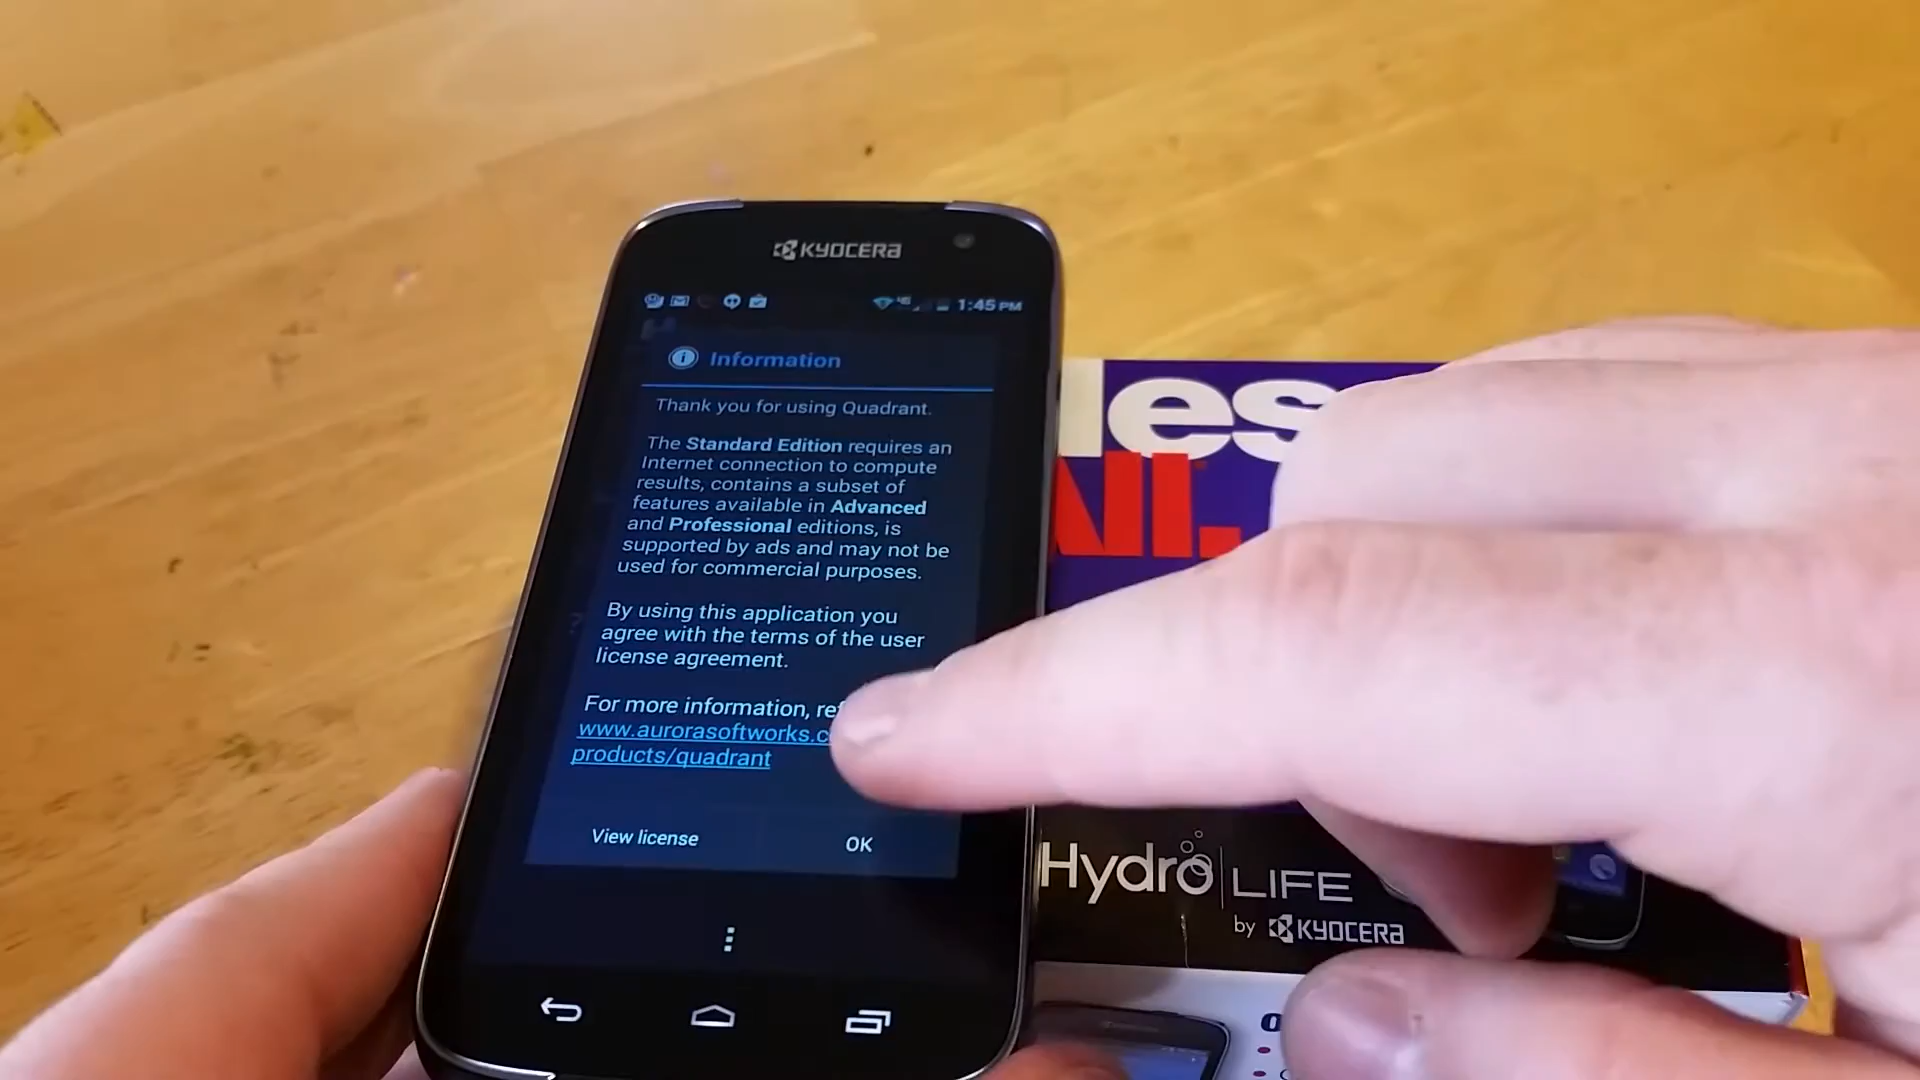 KYOCERA
1:45 PM
Information
Thank you for using Quadrant.
The Standard Edition requires an
Internet connection to compute
results, contains a subset of
features available in Advanced
and Professional editions, is
supported by ads and may not be
used for commercial purposes.
By using this application you
agree with the terms of the user
license agreement.
For more information,
www.aurorasoftworks.
products/quadrant
View license
OK
Hydro LIFE
by KYOCERA